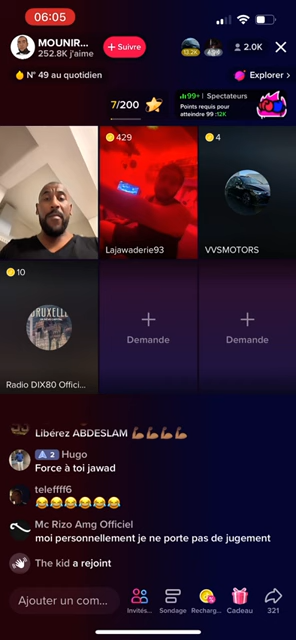 06:05
MOUNIR...
252.8K j'aime
+ Suivre
2.0K
N° 49 au quotidien
Explorer >
7/200
99+ | Spectateurs
Points requis pour
atteindre 99 :12K
429
4
Lajawaderie93
VVSMOTORS
10
BRUXELLE
Radio DIX80 Offici...
Demande
Demande
Libérez ABDESLAM 💪🏽💪🏽💪🏽💪🏽
A 2 Hugo
Force à toi jawad
teleffff6
😂😂😂😂😂😂
Mc Rizo Amg Officiel
moi personnellement je ne porte pas de jugement
The kid a rejoint
Ajouter un com...
Invités...
Sondage
Recharg...
Cadeau
321